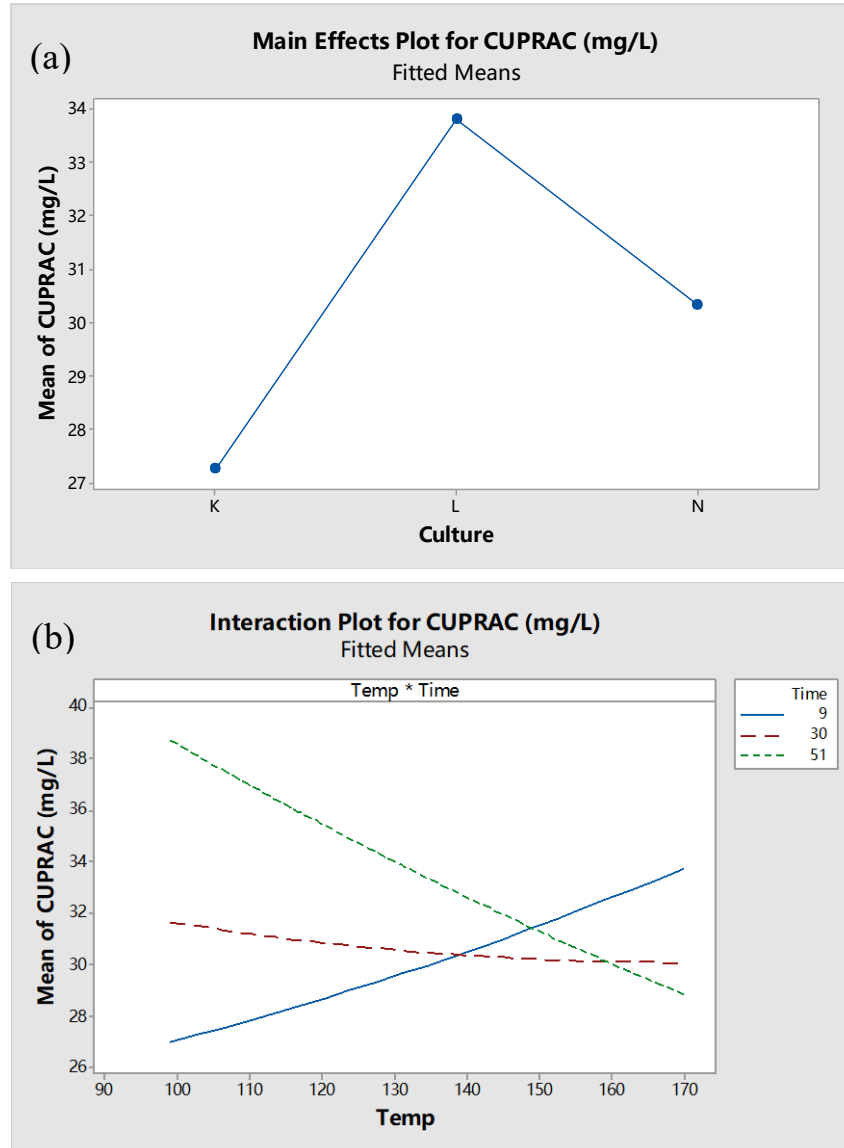 (a)
Main Effects Plot for CUPRAC (mg/L)
Fitted Means
Mean of CUPRAC (mg/L)
34
33
32
31
30
29
28
27
K L N
Culture
(b)
Interaction Plot for CUPRAC (mg/L)
Fitted Means
Temp * Time
Mean of CUPRAC (mg/L)
40
38
36
34
32
30
28
26
90 100 110 120 130 140 150 160 170
Temp
Time
9
30
51